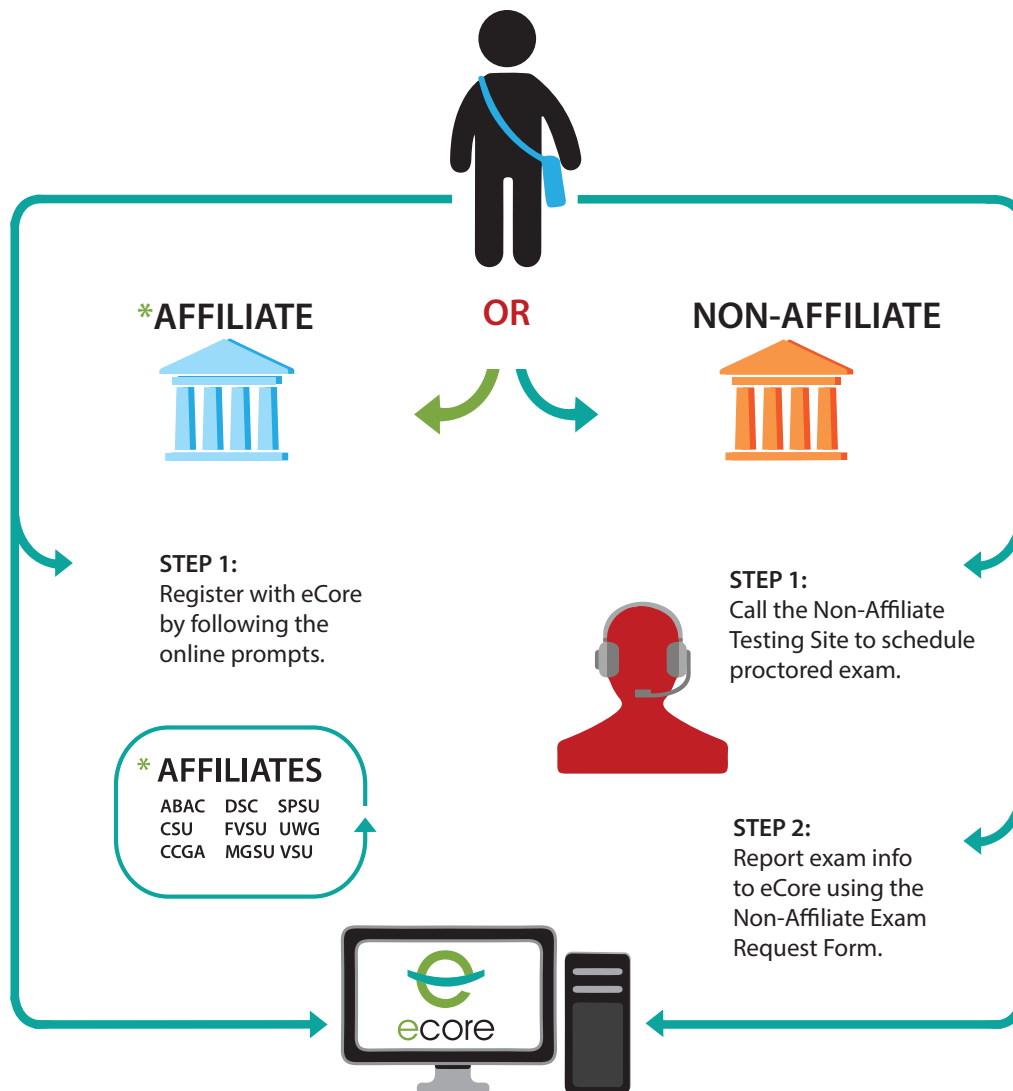 *AFFILIATE
OR
NON-AFFILIATE
STEP 1:
Register with eCore
by following the
online prompts.
* AFFILIATES
ABAC DSC SPSU
CSU FVSU UWG
CCGA MGSU VSU
STEP 1:
Call the Non-Affiliate
Testing Site to schedule
proctored exam.
STEP 2:
Report exam info
to eCore using the
Non-Affiliate Exam
Request Form.
e
ecore